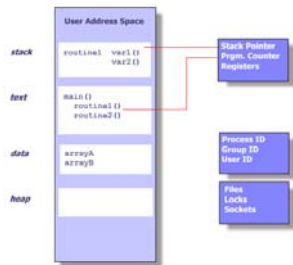 User Address Space
stack
routine1 var1()
var2()
text
main()
routine1()
routine2()
data
arrayA
arrayB
heap
Stack Pointer
Prgm. Counter
Registers
Process ID
Group ID
User ID
Files
Locks
Sockets